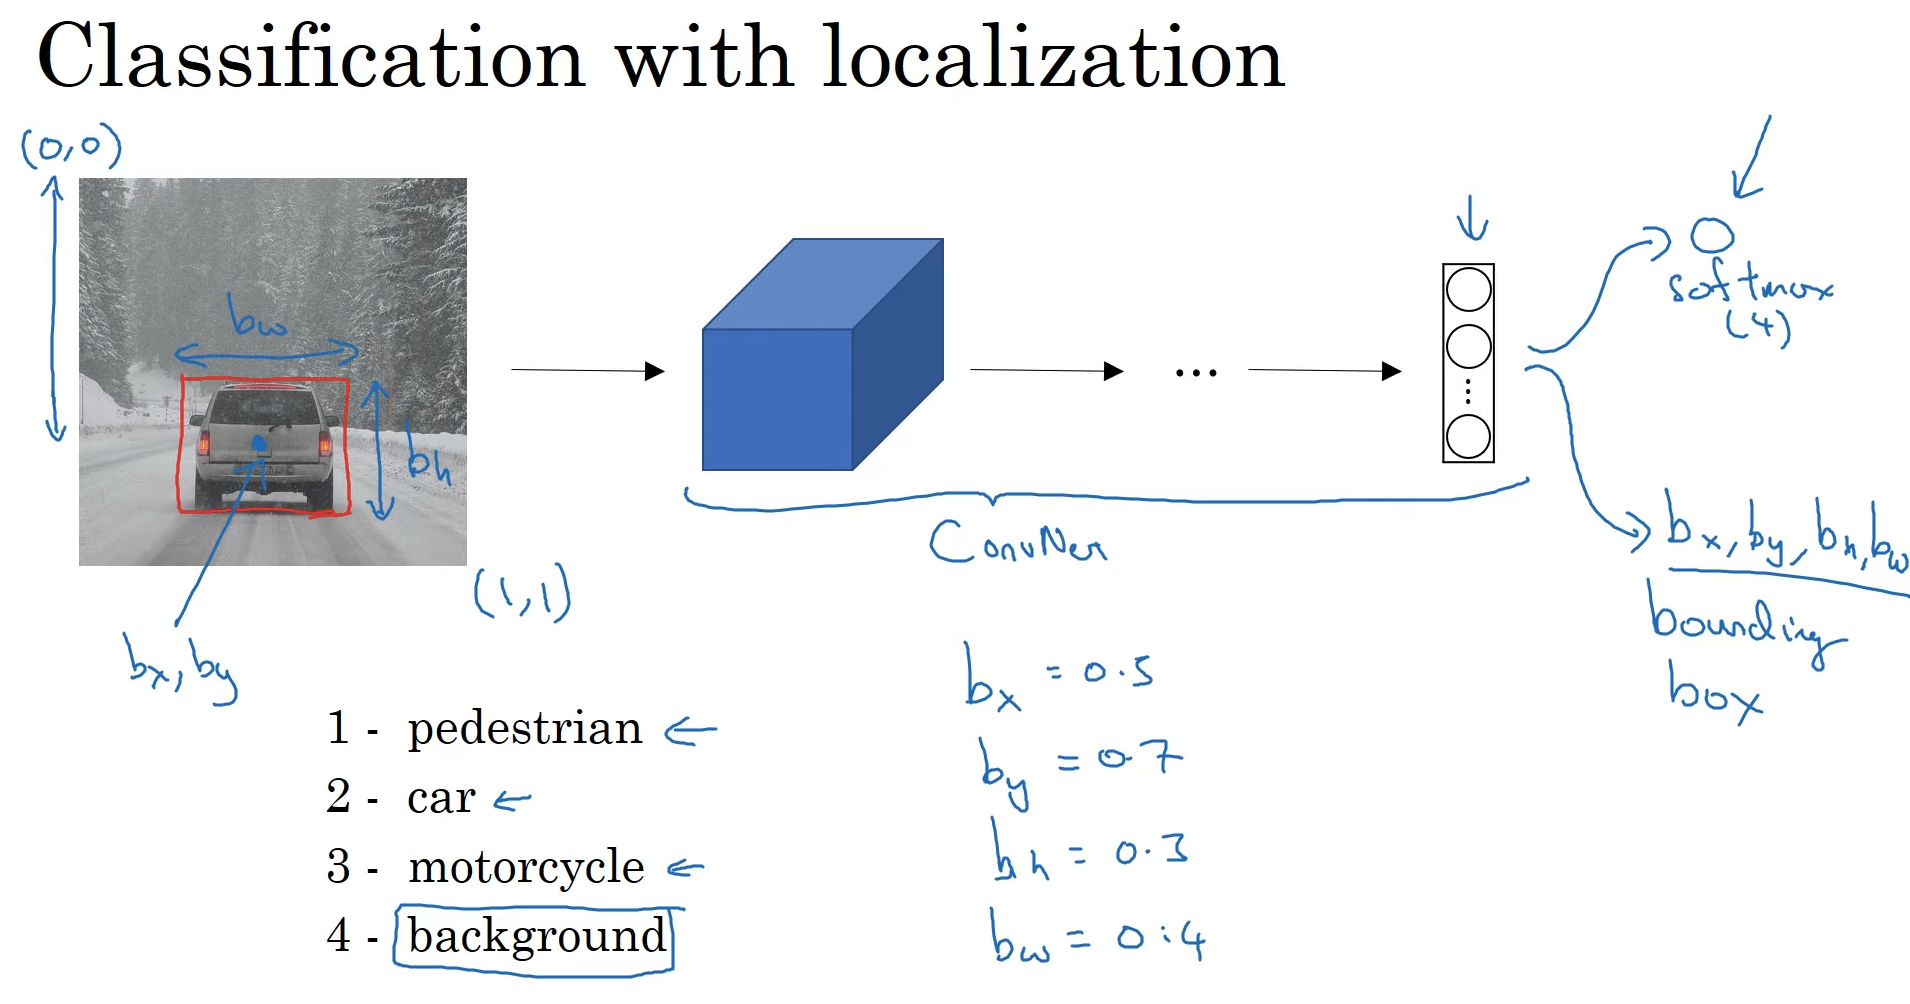 Classification with localization
(0,0)
bw
bh
bx, by
(1,1)
...
ConvNet
softmax
(4)
bx, by, bh, bw
bounding
box
1 - pedestrian
2 - car
3 - motorcycle
4 - background
bx = 0.5
by = 0.7
bh = 0.3
bw = 0.4